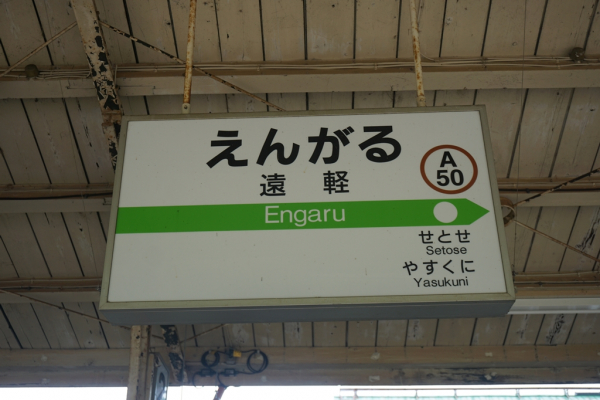 えんがる
遠軽
A
50
Engaru
せとせ
Setose
やすくに
Yasukuni